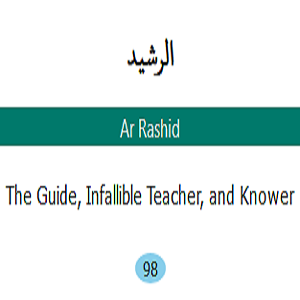 الرشيد
Ar Rashid
The Guide, Infallible Teacher, and Knower
98